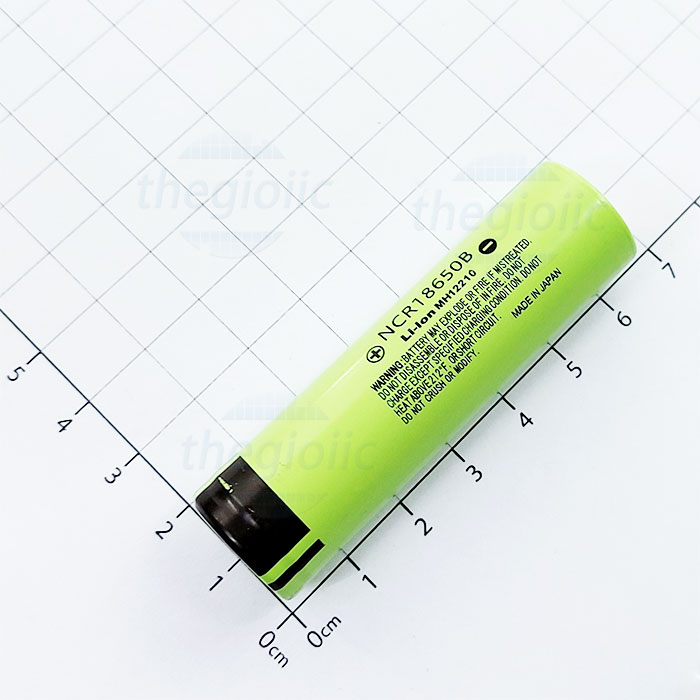 thegioiic
thegioiic
NCR18650B
Li-Ion MH12210
WARNING:BATTERY MAY EXPLODE OR FIRE IF MISTREATED.
DO NOT DISASSEMBLE OR DISPOSE OF IN FIRE. DO NOT
CHARGE EXCEPT SPECIFIED CHARGING CONDITION. DO NOT
HEAT ABOVE 212°F, OR SHORT CIRCUIT.
DO NOT CRUSH OR MODIFY.
MADE IN JAPAN
thegioiic
5
4
3
2
1
0cm
0cm
1
2
3
4
5
6
7